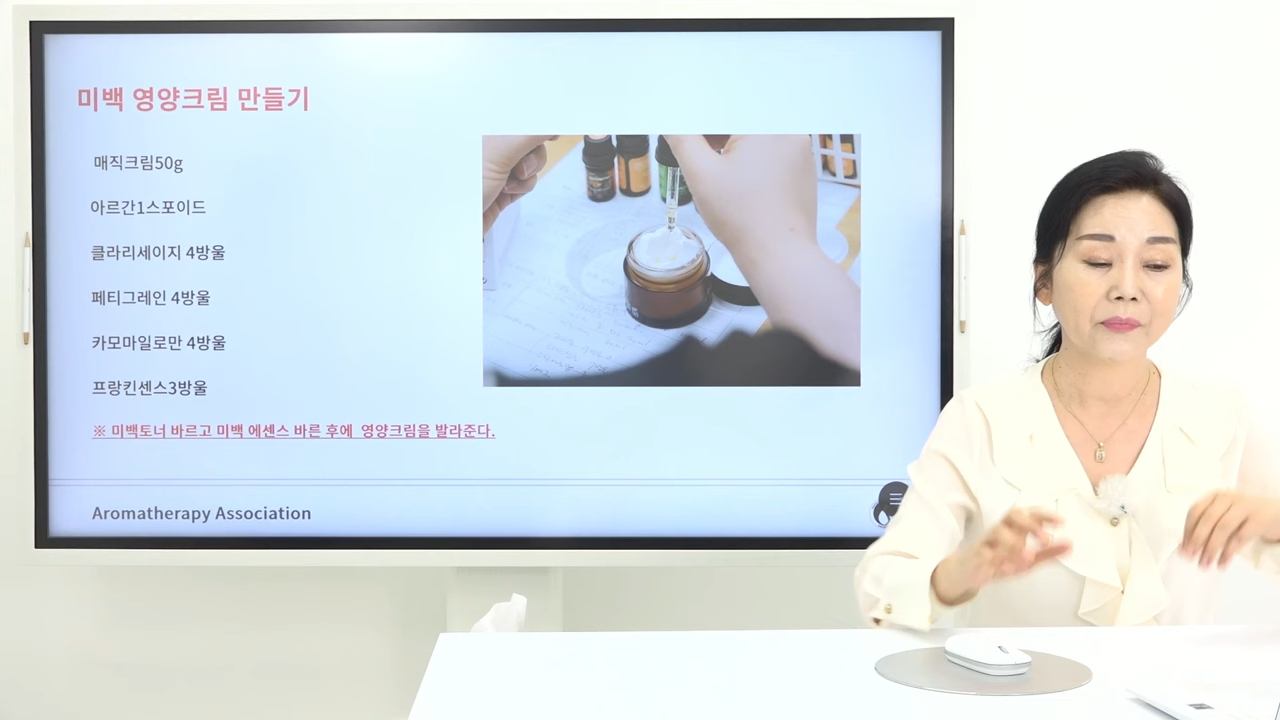 미백 영양크림 만들기
매직크림50g
아르간1스포이드
클라리세이지 4방울
페티그레인 4방울
카모마일로만 4방울
프랑킨센스3방울
※ 미백토너 바르고 미백 에센스 바른 후에 영양크림을 발라준다.
Aromatherapy Association